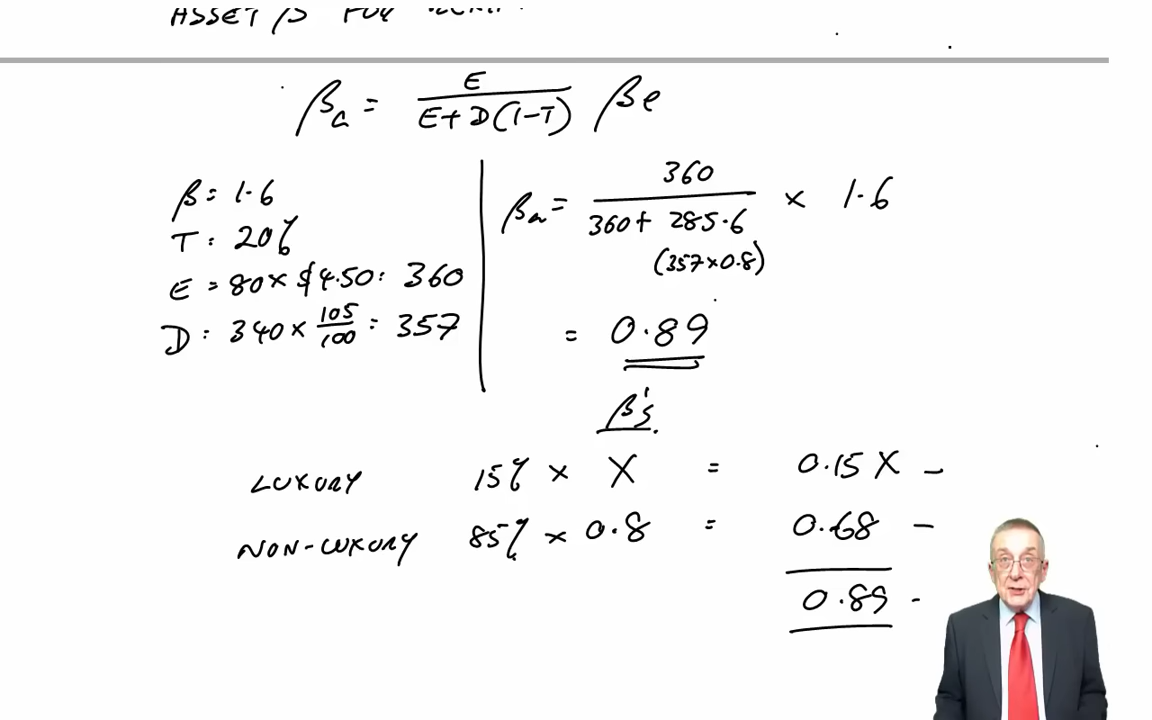 ASSET β FOR
βa = E / E+D(1-T) βe
β = 1.6
T : 20%
E = 80 x $4.50 : 360
D : 340 x 105/100 = 357
βa = 360 / 360 + 285.6 x 1.6
(357 x 0.8)
= 0.89
β's.
LUXURY 15% x X = 0.15 X -
NON-LUXURY 85% x 0.8 = 0.68 -
0.89 -